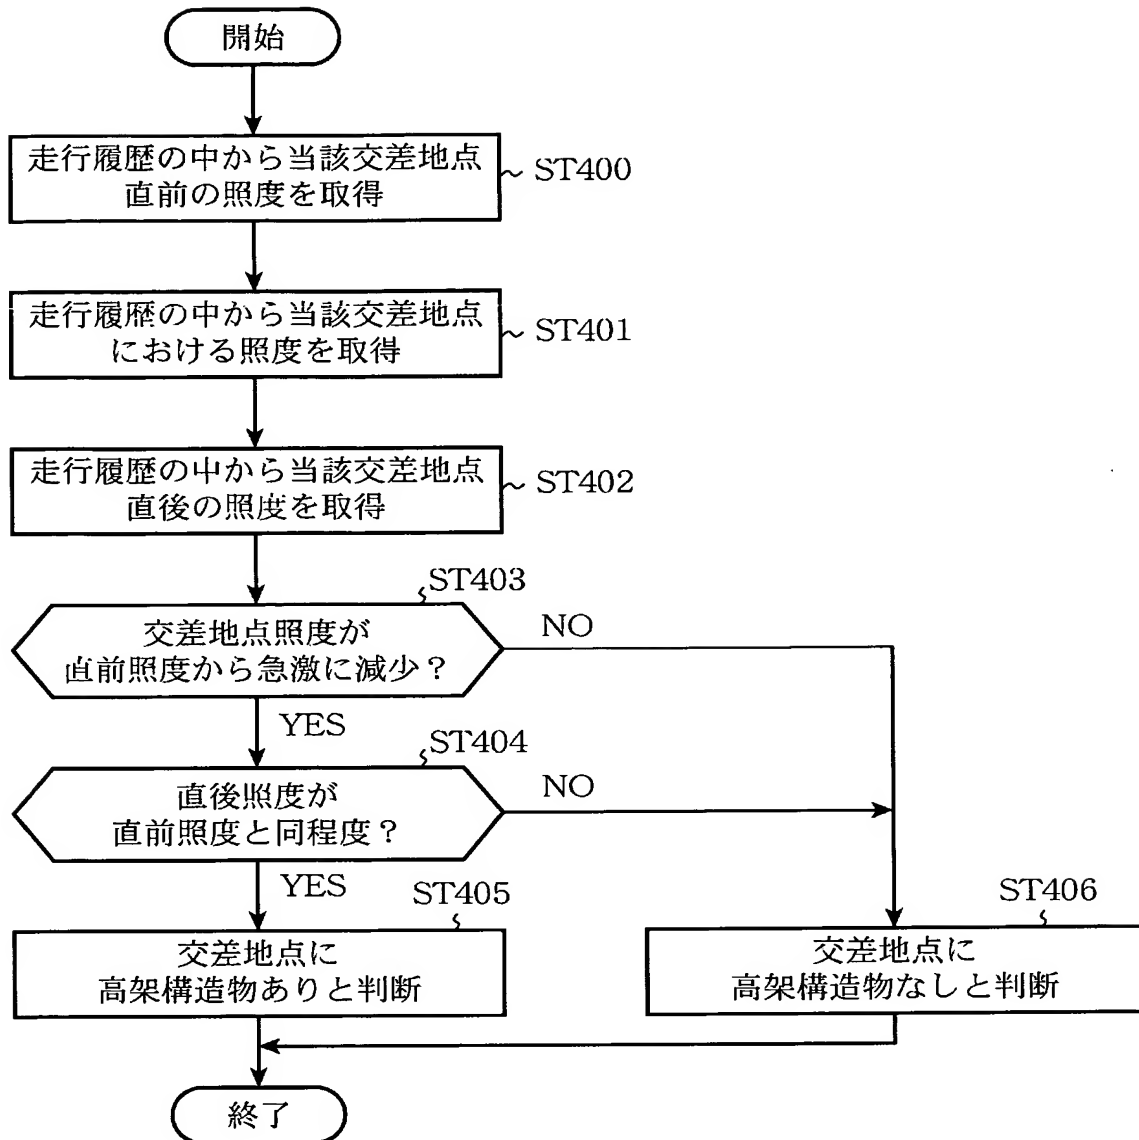 開始
走行履歴の中から当該交差地点
直前の照度を取得
ST400
走行履歴の中から当該交差地点
における照度を取得
ST401
走行履歴の中から当該交差地点
直後の照度を取得
ST402
ST403
交差地点照度が
直前照度から急激に減少？
NO
YES
ST404
直後照度が
直前照度と同程度？
NO
YES
ST405
交差地点に
高架構造物ありと判断
ST406
交差地点に
高架構造物なしと判断
終了